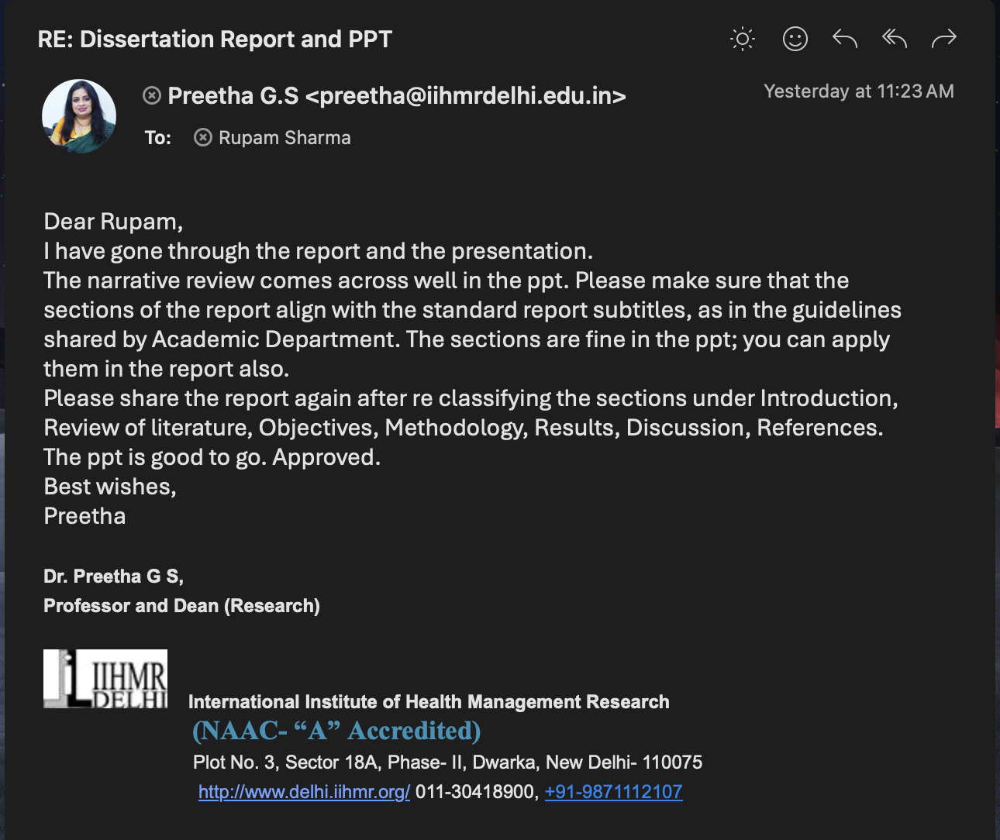 RE: Dissertation Report and PPT
Preetha G.S <preetha@iihmrdelhi.edu.in>
Yesterday at 11:23 AM
To: Rupam Sharma
Dear Rupam,
I have gone through the report and the presentation.
The narrative review comes across well in the ppt. Please make sure that the
sections of the report align with the standard report subtitles, as in the guidelines
shared by Academic Department. The sections are fine in the ppt; you can apply
them in the report also.
Please share the report again after re classifying the sections under Introduction,
Review of literature, Objectives, Methodology, Results, Discussion, References.
The ppt is good to go. Approved.
Best wishes,
Preetha
Dr. Preetha G S,
Professor and Dean (Research)
IIHMR
DELHI
International Institute of Health Management Research
(NAAC- “A” Accredited)
Plot No. 3, Sector 18A, Phase- II, Dwarka, New Delhi- 110075
http://www.delhi.iihmr.org/ 011-30418900, +91-9871112107